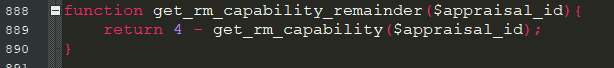 888 function get_rm_capability_remainder($appraisal_id){
889 return 4 - get_rm_capability($appraisal_id);
890 }